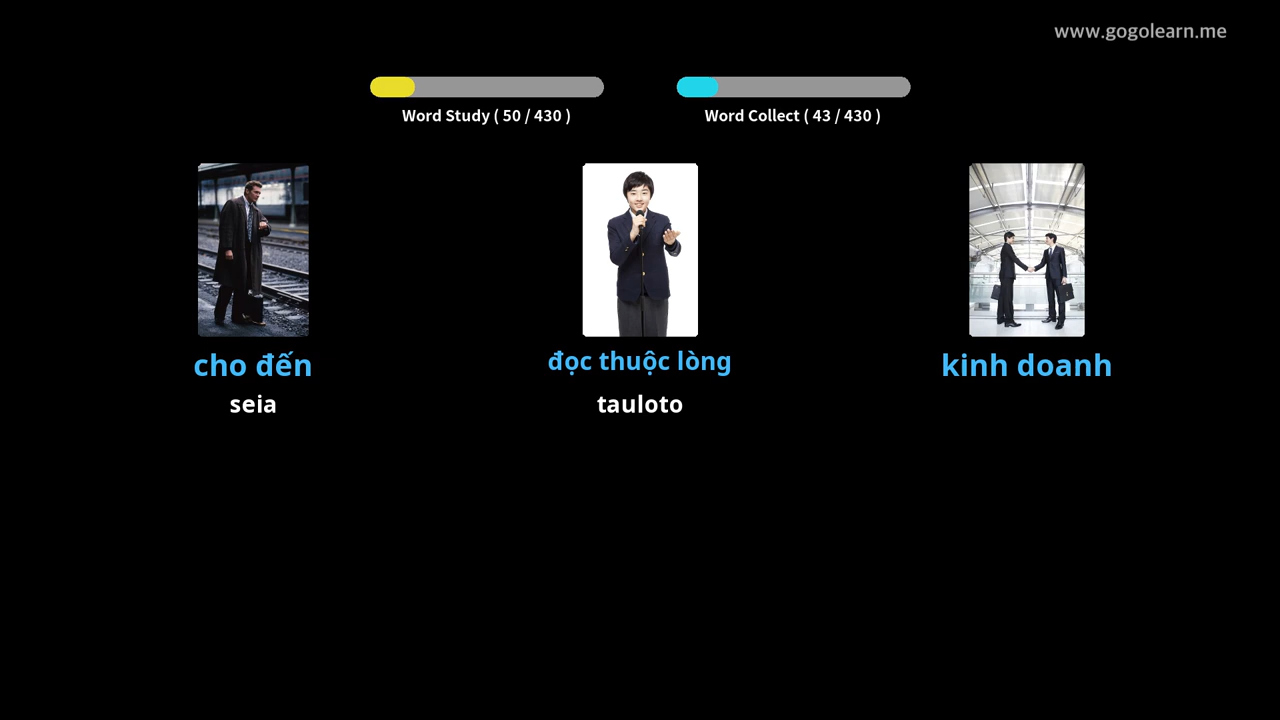 www.gogolearn.me
Word Study ( 50 / 430 )
Word Collect ( 43 / 430 )
cho đến
đọc thuộc lòng
kinh doanh
seia
tauloto